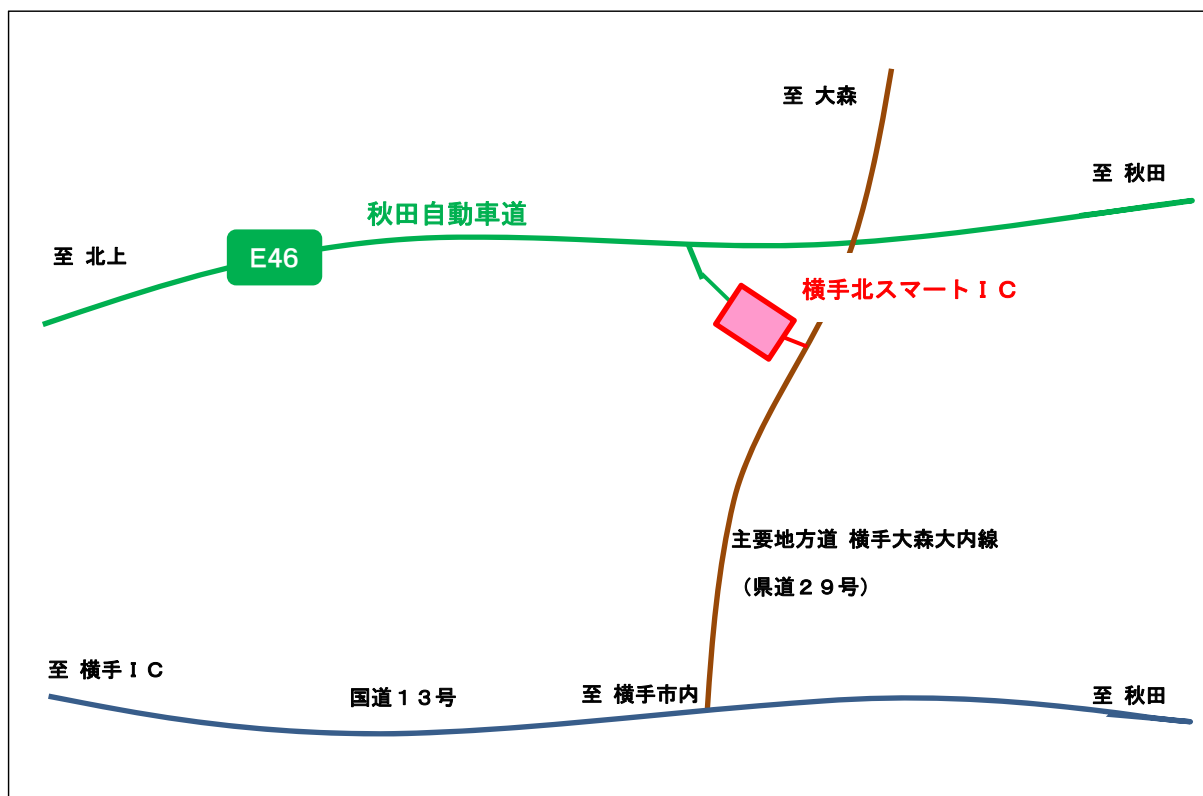 至 大森
至 秋田
秋田自動車道
至 北上
E46
横手北スマートＩＣ
主要地方道 横手大森大内線
（県道２９号）
至 横手ＩＣ
国道１３号
至 横手市内
至 秋田